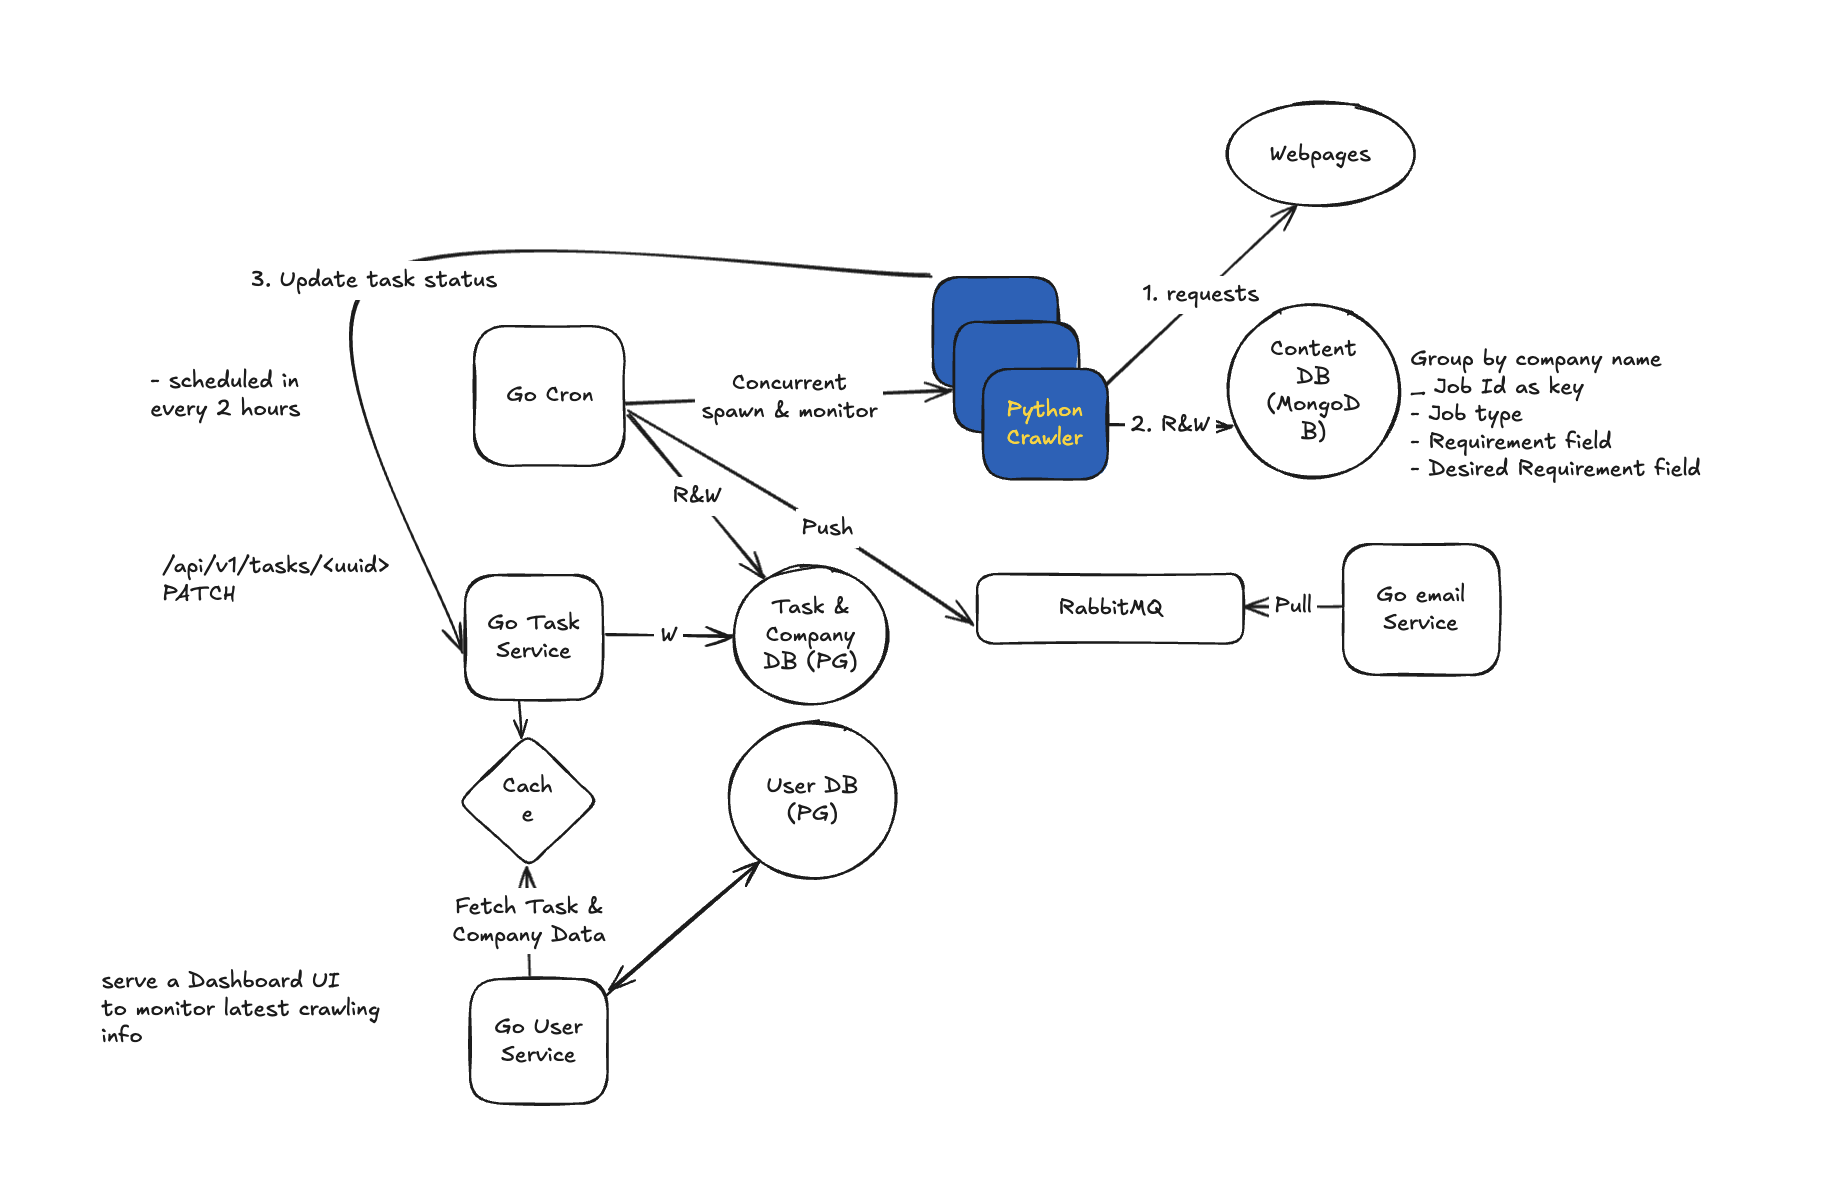 Webpages
3. Update task status
1. requests
- scheduled in
every 2 hours
Go Cron
Concurrent
spawn & monitor
Python
Crawler
2. R&W
Content
DB
(MongoD
B)
Group by company name
_ Job Id as key
- Job type
- Requirement field
- Desired Requirement field
R&W
Push
/api/v1/tasks/<uuid>
PATCH
Go Task
Service
W
Task &
Company
DB (PG)
RabbitMQ
Pull
Go email
Service
Cach
e
User DB
(PG)
Fetch Task &
Company Data
serve a Dashboard UI
to monitor latest crawling
info
Go User
Service